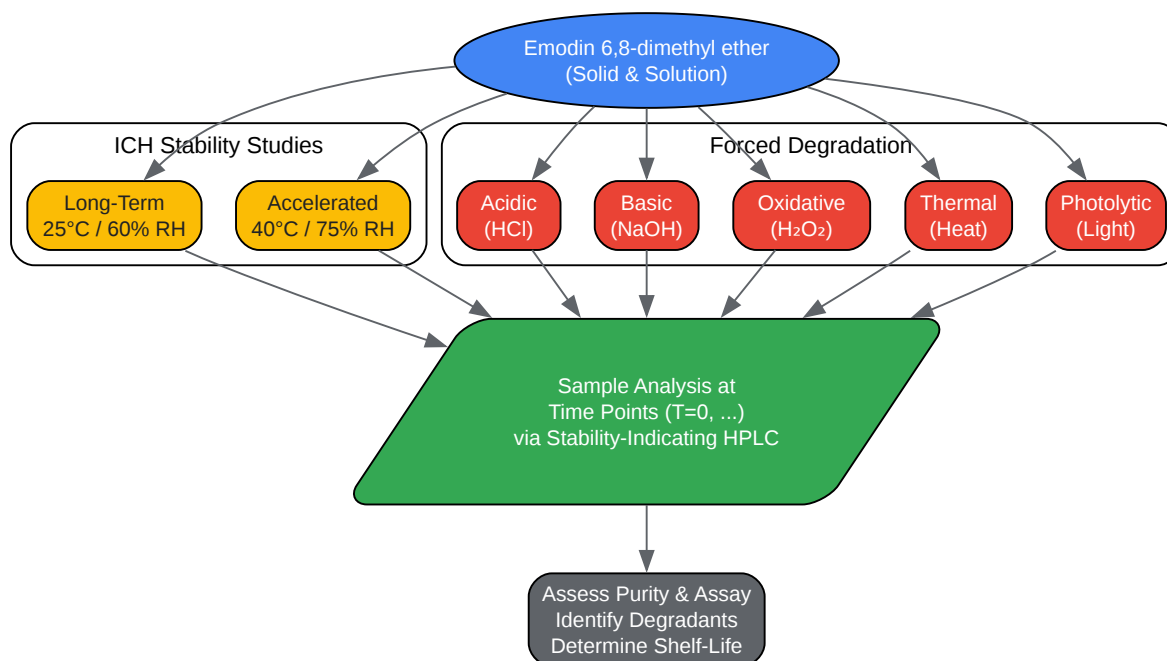 Emodin 6,8-dimethyl ether
(Solid & Solution)
ICH Stability Studies
Forced Degradation
Long-Term
25°C / 60% RH
Accelerated
40°C / 75% RH
Acidic
(HCl)
Basic
(NaOH)
Oxidative
(H₂O₂)
Thermal
(Heat)
Photolytic
(Light)
Sample Analysis at
Time Points (T=0, ...)
via Stability-Indicating HPLC
Assess Purity & Assay
Identify Degradants
Determine Shelf-Life